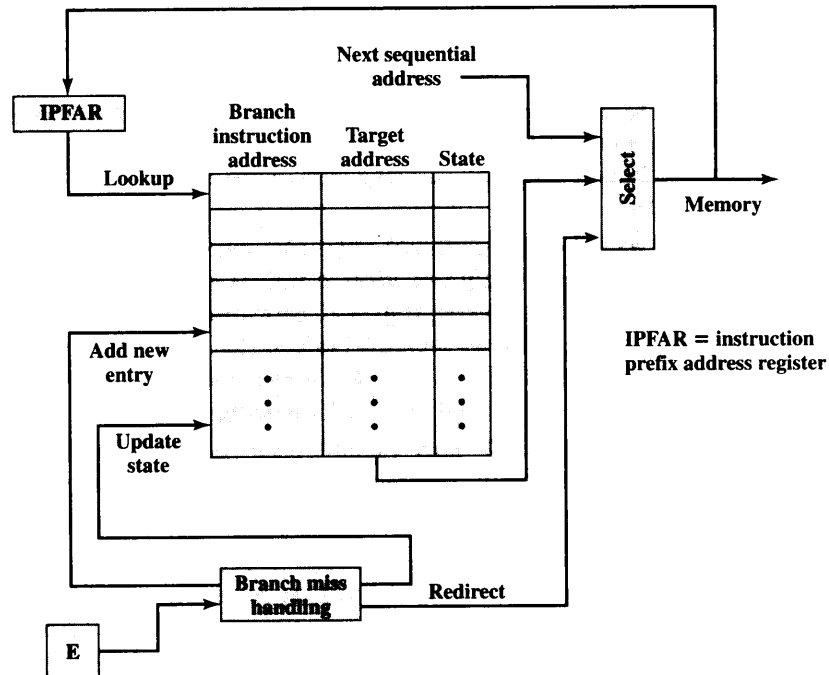 Next sequential
address
IPFAR
Branch
instruction
address
Target
address
State
Lookup
Select
Memory
Add new
entry
IPFAR = instruction
prefix address register
Update
state
Branch miss
handling
Redirect
E